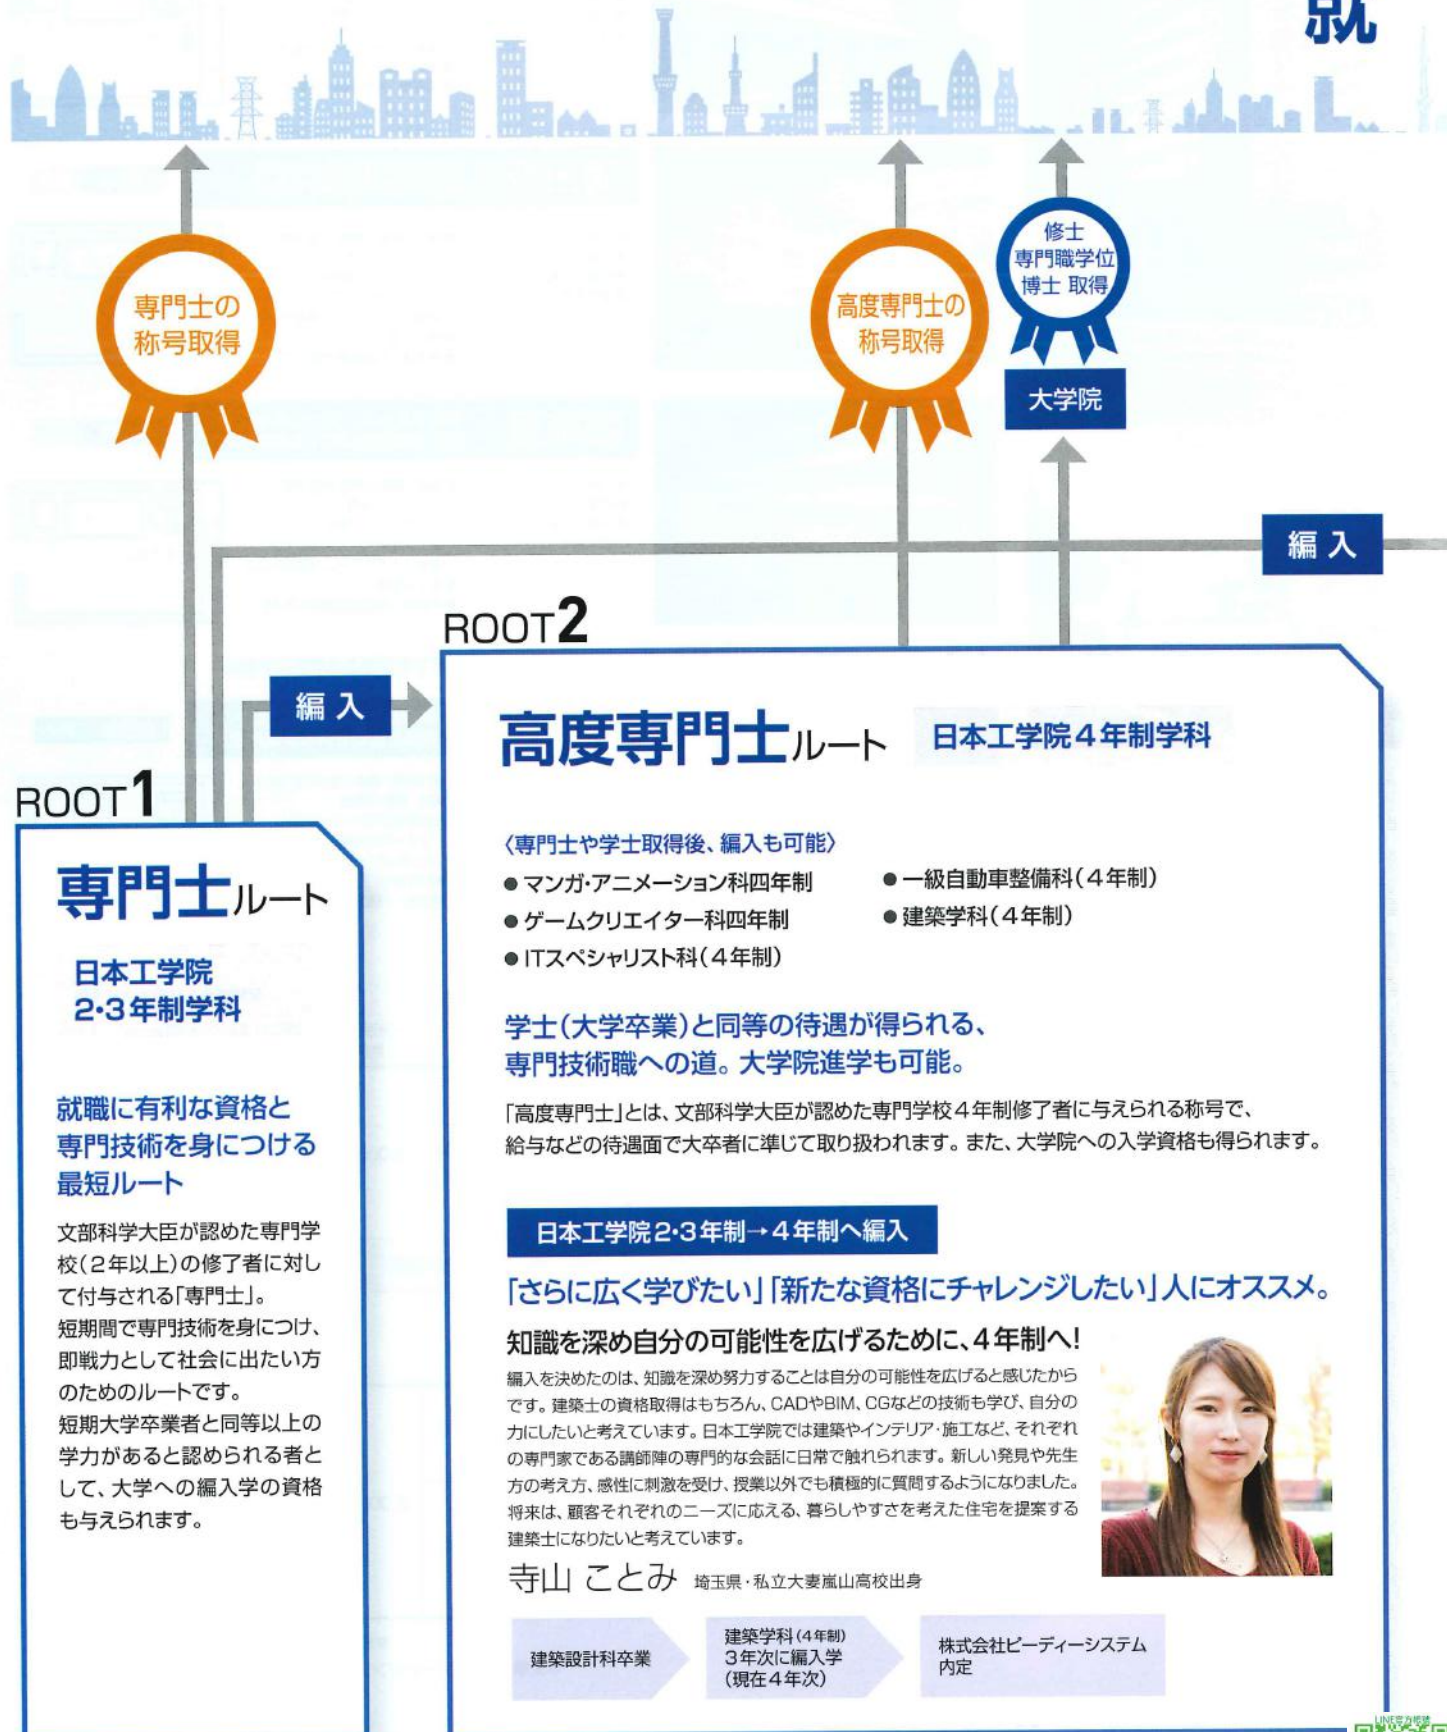 就
専門士の
称号取得
高度専門士の
称号取得
修士
専門職学位
博士 取得
大学院
編入
ROOT2
編入
高度専門士ルート 日本工学院4年制学科
〈専門士や学士取得後、編入も可能〉
●マンガ・アニメーション科四年制
●ゲームクリエイター科四年制
●ITスペシャリスト科(4年制)
●一級自動車整備科(4年制)
●建築学科(4年制)
学士(大学卒業)と同等の待遇が得られる、
専門技術職への道。大学院進学も可能。
「高度専門士」とは、文部科学大臣が認めた専門学校4年制修了者に与えられる称号で、
給与などの待遇面で大卒者に準じて取り扱われます。また、大学院への入学資格も得られます。
日本工学院2・3年制→4年制へ編入
「さらに広く学びたい」「新たな資格にチャレンジしたい」人にオススメ。
知識を深め自分の可能性を広げるために、4年制へ!
編入を決めたのは、知識を深め努力することは自分の可能性を広げると感じたから
です。建築士の資格取得はもちろん、CADやBIM、CGなどの技術も学び、自分の
力にしたいと考えています。日本工学院では建築やインテリア・施工など、それぞれ
の専門家である講師陣の専門的な会話に日常で触れられます。新しい発見や先生
方の考え方、感性に刺激を受け、授業以外でも積極的に質問するようになりました。
将来は、顧客それぞれのニーズに応える、暮らしやすさを考えた住宅を提案する
建築士になりたいと考えています。
寺山 ことみ 埼玉県・私立大妻嵐山高校出身
建築設計科卒業
建築学科(4年制)
3年次に編入学
(現在4年次)
株式会社ピーディーシステム
内定
ROOT1
専門士ルート
日本工学院
2・3年制学科
就職に有利な資格と
専門技術を身につける
最短ルート
文部科学大臣が認めた専門学
校(2年以上)の修了者に対し
て付与される「専門士」。
短期間で専門技術を身につけ、
即戦力として社会に出たい方
のためのルートです。
短期大学卒業者と同等以上の
学力があると認められる者と
して、大学への編入学の資格
も与えられます。
LINE官方帳號